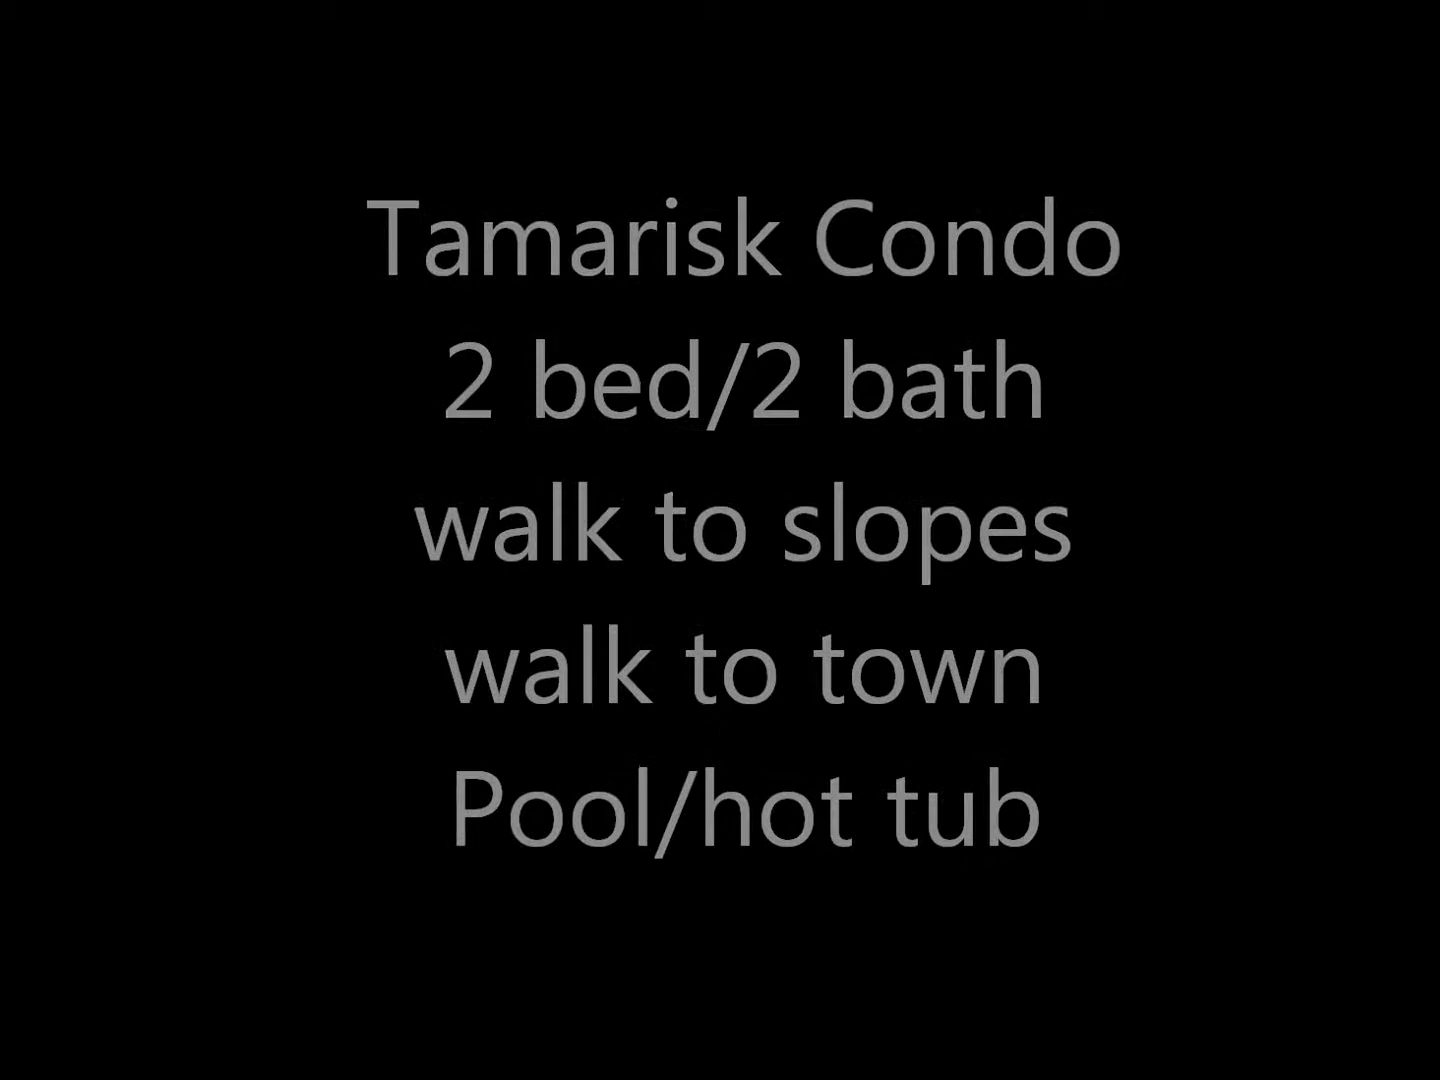 Tamarisk Condo
2 bed/2 bath
walk to slopes
walk to town
Pool/hot tub